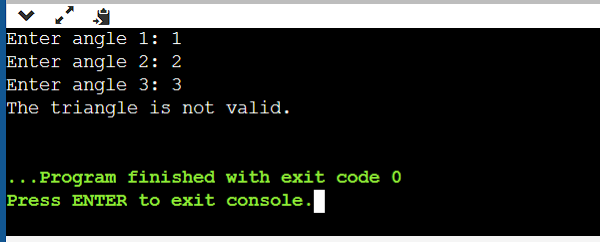 Enter angle 1: 1
Enter angle 2: 2
Enter angle 3: 3
The triangle is not valid.
...Program finished with exit code 0
Press ENTER to exit console.